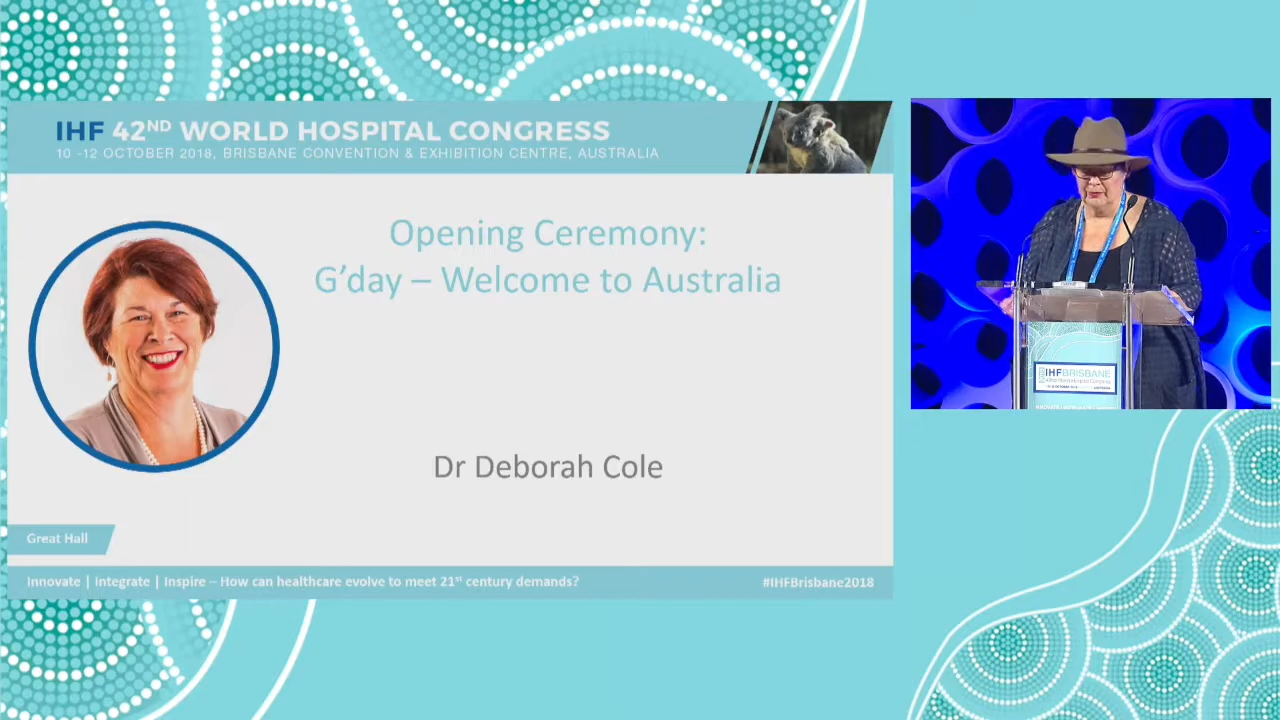 IHF 42ND WORLD HOSPITAL CONGRESS
10 -12 OCTOBER 2018, BRISBANE CONVENTION & EXHIBITION CENTRE, AUSTRALIA
Opening Ceremony:
G’day – Welcome to Australia
Dr Deborah Cole
Great Hall
Innovate | Integrate | Inspire – How can healthcare evolve to meet 21st century demands?
#IHFBrisbane2018
IHFBRISBANE